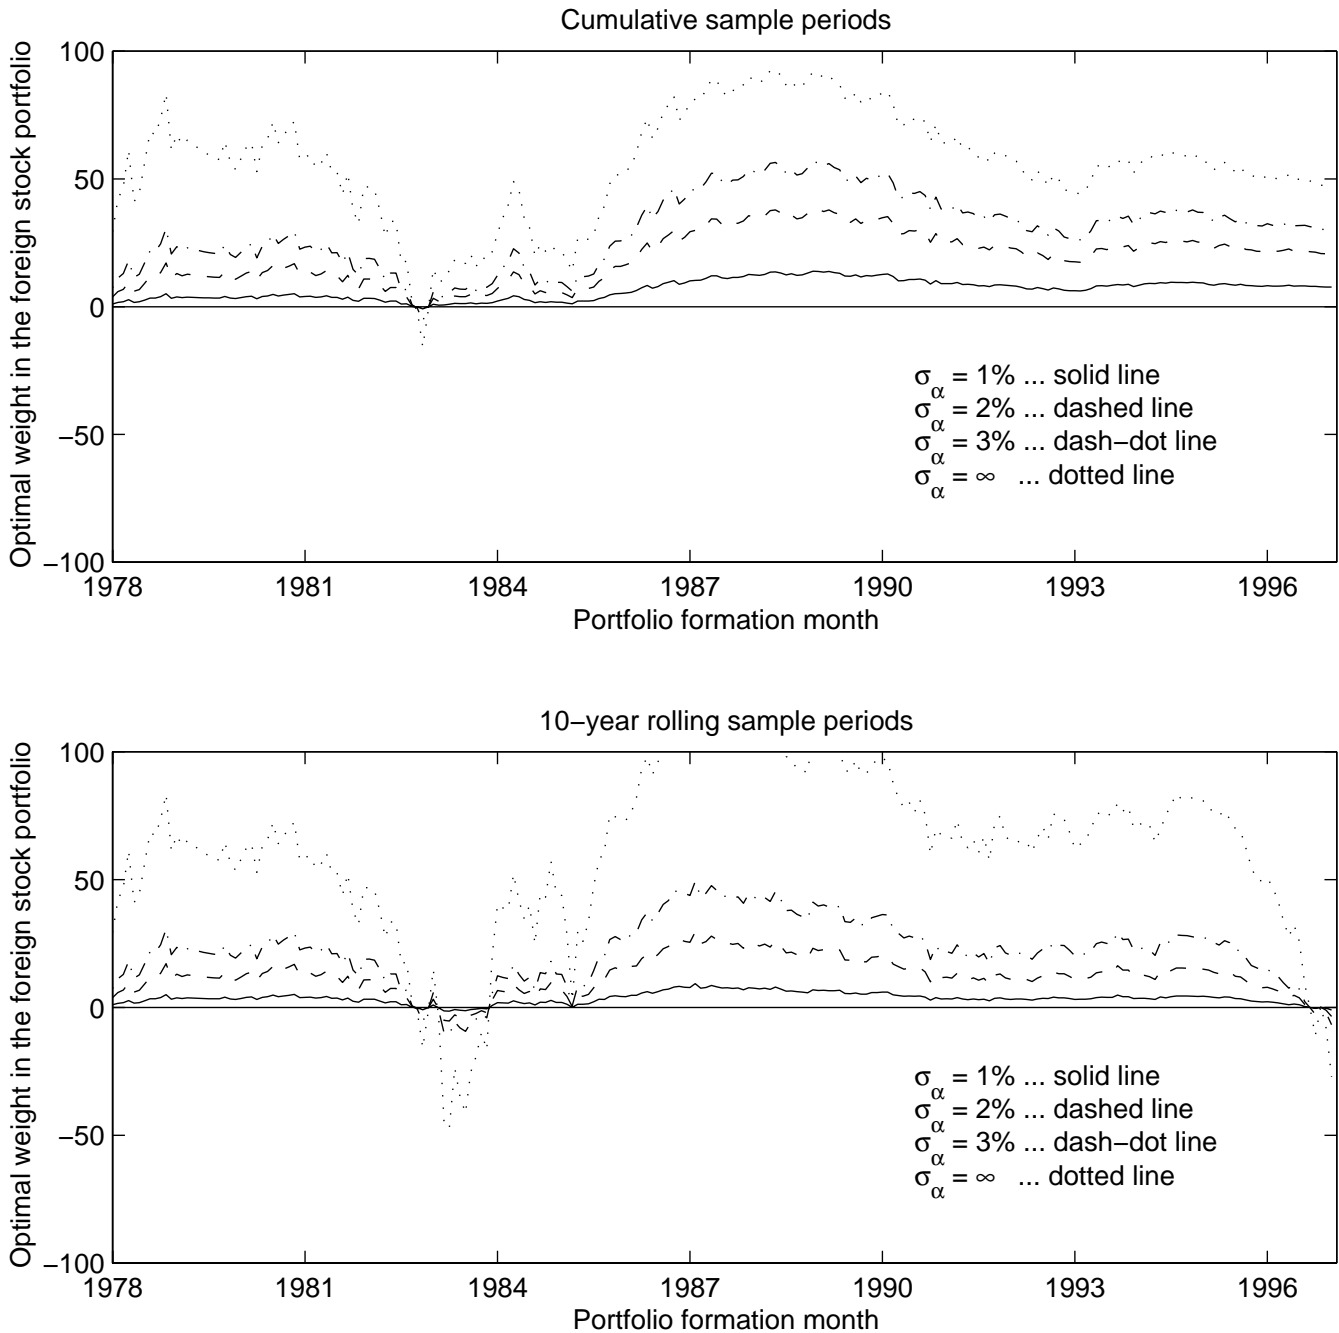 Cumulative sample periods
Optimal weight in the foreign stock portfolio
100
50
0
−50
−100
σα = 1% ... solid line
σα = 2% ... dashed line
σα = 3% ... dash−dot line
σα = ∞ ... dotted line
1978 1981 1984 1987 1990 1993 1996
Portfolio formation month
10−year rolling sample periods
Optimal weight in the foreign stock portfolio
100
50
0
−50
−100
σα = 1% ... solid line
σα = 2% ... dashed line
σα = 3% ... dash−dot line
σα = ∞ ... dotted line
1978 1981 1984 1987 1990 1993 1996
Portfolio formation month